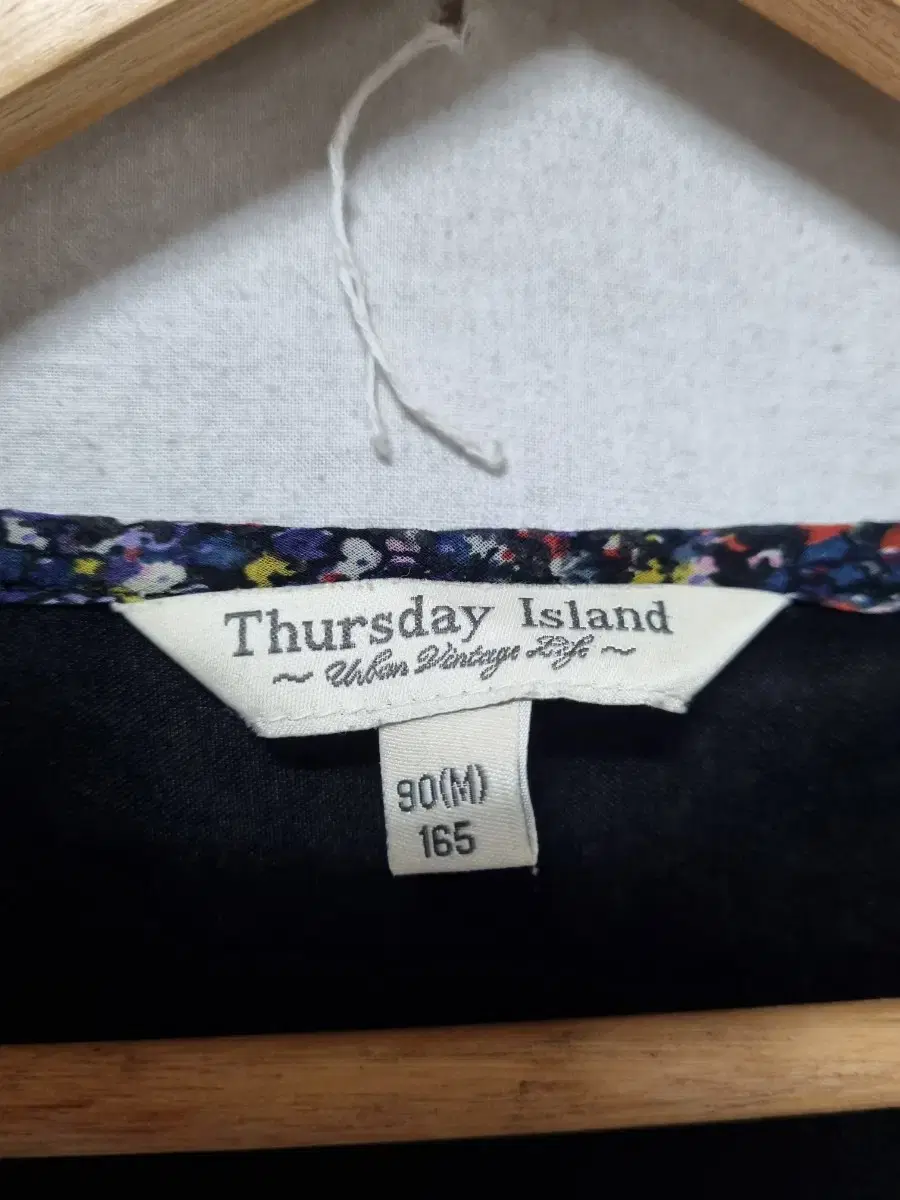 Thursday Island
~ Urban Vintage Life ~
90(M)
165